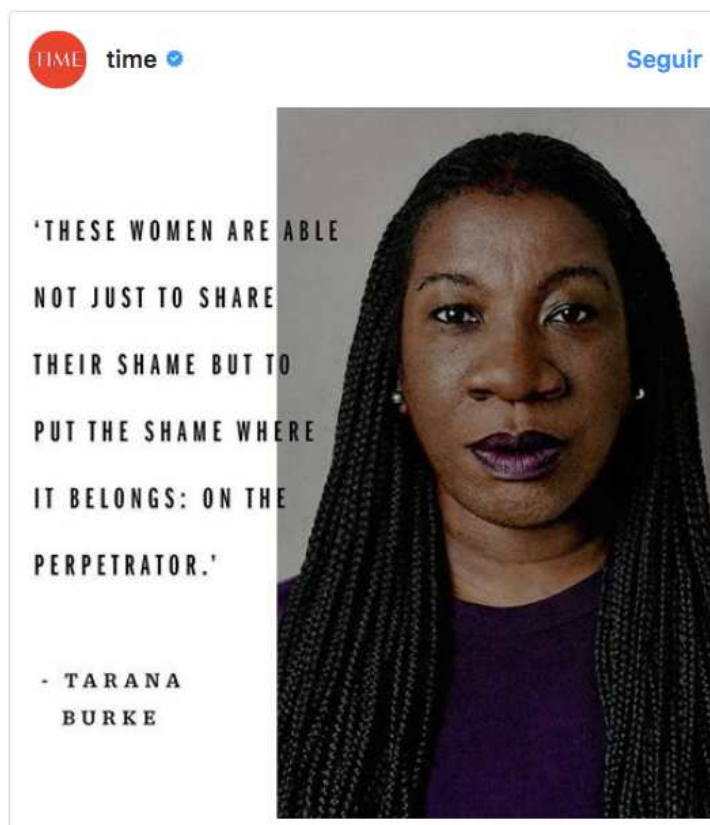 TIME
time
Seguir
‘THESE WOMEN ARE ABLE
NOT JUST TO SHARE
THEIR SHAME BUT TO
PUT THE SHAME WHERE
IT BELONGS: ON THE
PERPETRATOR.’
- TARANA
BURKE